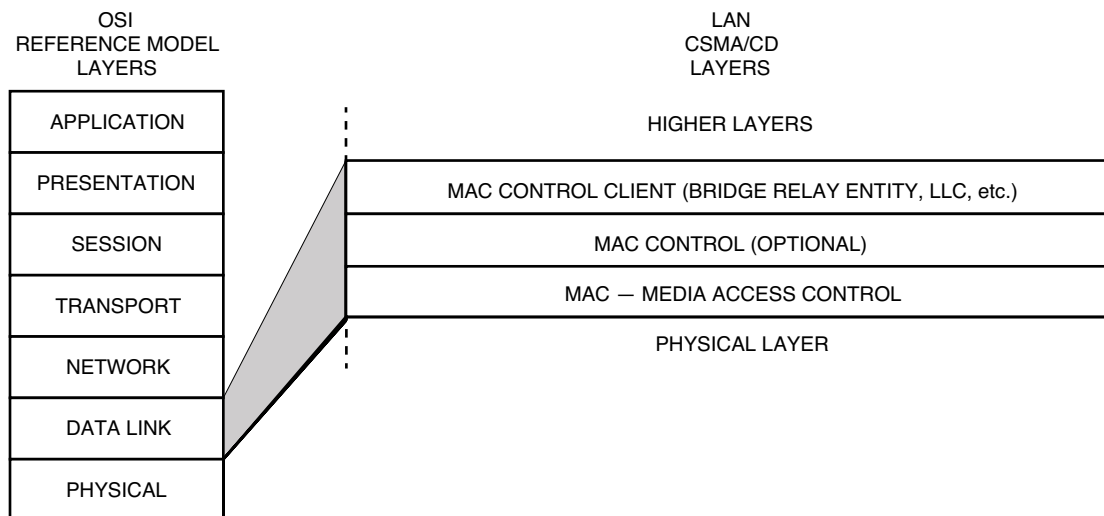 OSI
REFERENCE MODEL
LAYERS
APPLICATION
PRESENTATION
SESSION
TRANSPORT
NETWORK
DATA LINK
PHYSICAL
LAN
CSMA/CD
LAYERS
HIGHER LAYERS
MAC CONTROL CLIENT (BRIDGE RELAY ENTITY, LLC, etc.)
MAC CONTROL (OPTIONAL)
MAC — MEDIA ACCESS CONTROL
PHYSICAL LAYER